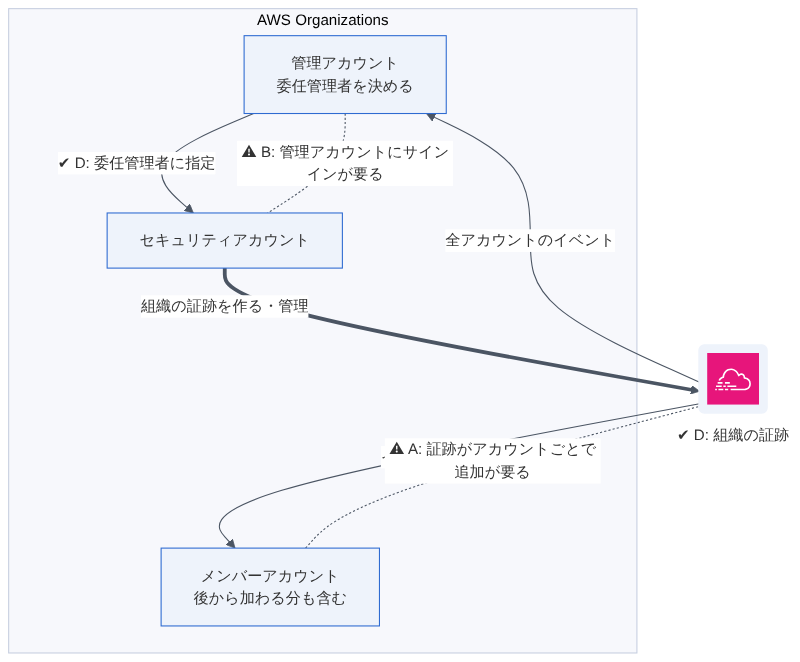 AWS Organizations
管理アカウント
委任管理者を決める
✔ D: 委任管理者に指定
⚠ B: 管理アカウントにサイン
インが要る
セキュリティアカウント
全アカウントのイベント
組織の証跡を作る・管理
✔ D: 組織の証跡
⚠ A: 証跡がアカウントごとで
追加が要る
メンバーアカウント
後から加わる分も含む